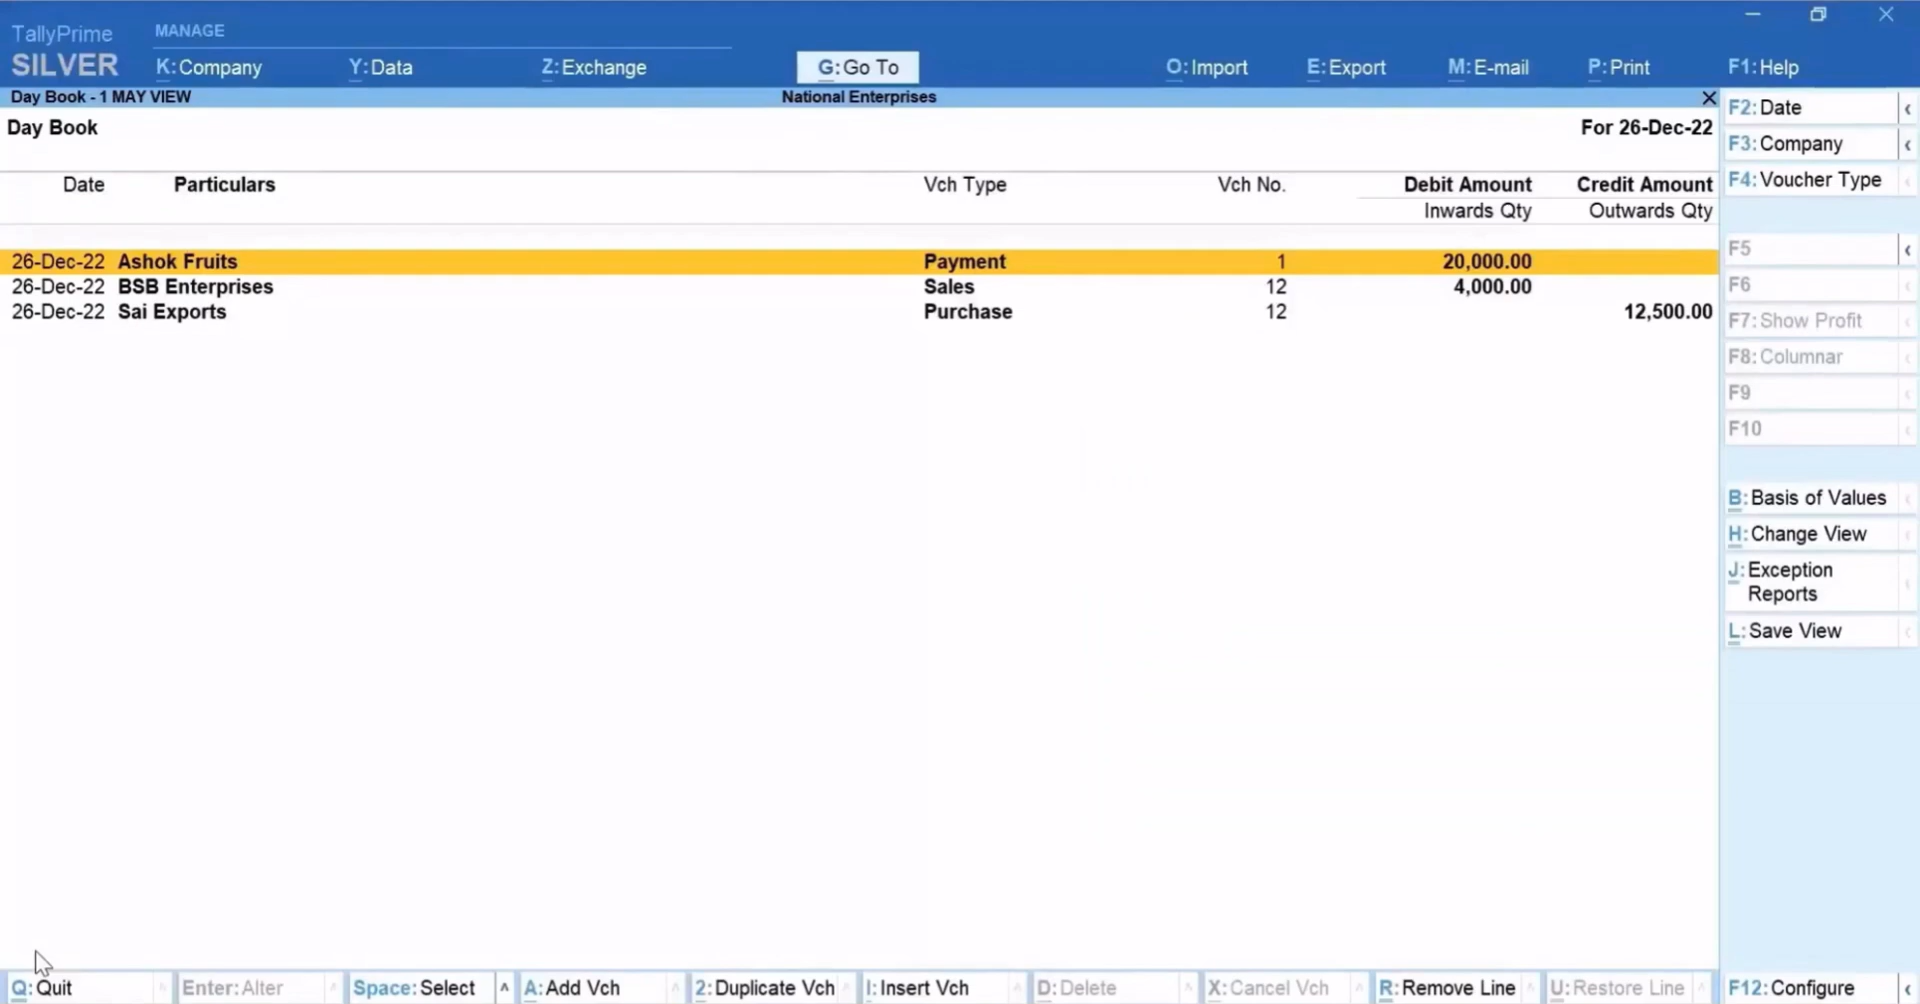 TallyPrime
SILVER
MANAGE
K:Company Y:Data Z:Exchange G:Go To O:Import E:Export M:E-mail P:Print F1:Help
Day Book - 1 MAY VIEW National Enterprises
Day Book For 26-Dec-22
Date Particulars Vch Type Vch No. Debit Amount Credit Amount
Inwards Qty Outwards Qty
26-Dec-22 Ashok Fruits Payment 1 20,000.00
26-Dec-22 BSB Enterprises Sales 12 4,000.00
26-Dec-22 Sai Exports Purchase 12 12,500.00
F2:Date
F3:Company
F4:Voucher Type
F5
F6
F7:Show Profit
F8:Columnar
F9
F10
B:Basis of Values
H:Change View
J:Exception
Reports
L:Save View
Q:Quit Enter:Alter Space:Select A:Add Vch 2:Duplicate Vch I:Insert Vch D:Delete X:Cancel Vch R:Remove Line U:Restore Line F12:Configure